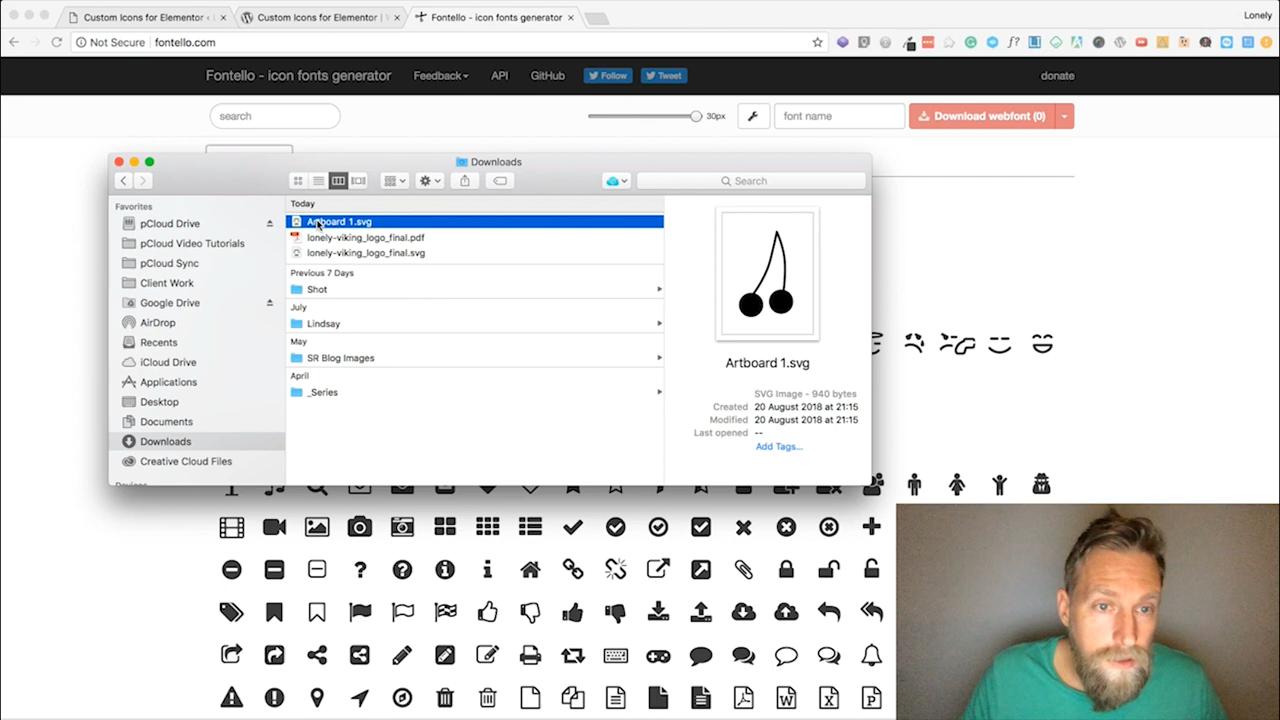 Custom Icons for Elementor ‹ L
Custom Icons for Elementor | W
Fontello - icon fonts generator
Lonely
Not Secure
fontello.com
f?
Fontello - icon fonts generator
Feedback
API
GitHub
Follow
Tweet
donate
search
30px
font name
Download webfont (0)
Downloads
Search
Favorites
pCloud Drive
pCloud Video Tutorials
pCloud Sync
Client Work
Google Drive
AirDrop
Recents
iCloud Drive
Applications
Desktop
Documents
Downloads
Creative Cloud Files
Today
Artboard 1.svg
lonely-viking_logo_final.pdf
lonely-viking_logo_final.svg
Previous 7 Days
Shot
July
Lindsay
May
SR Blog Images
April
_Series
Artboard 1.svg
SVG Image - 940 bytes
Created 20 August 2018 at 21:15
Modified 20 August 2018 at 21:15
Last opened --
Add Tags...